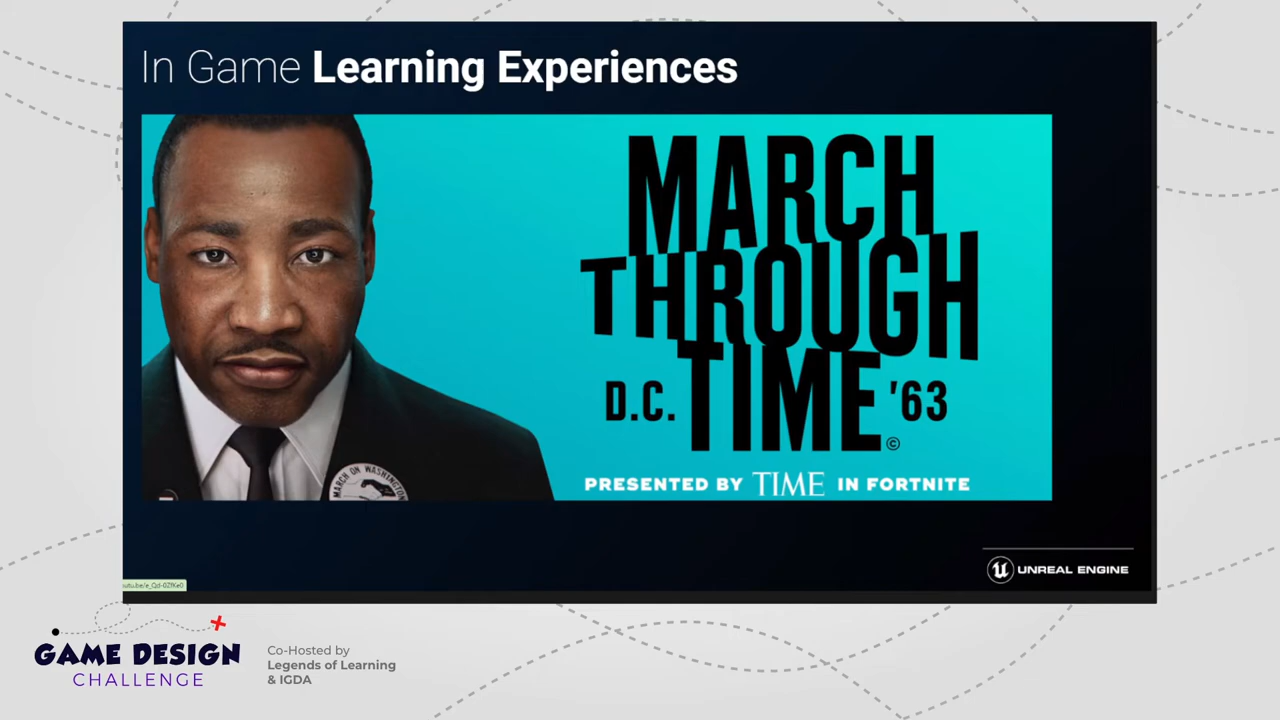 In Game Learning Experiences
MARCH
THROUGH
TIME
D.C.
'63
©
PRESENTED BY TIME IN FORTNITE
MARCH ON WASHINGTON
UNREAL ENGINE
GAME DESIGN
CHALLENGE
Co-Hosted by
Legends of Learning
& IGDA